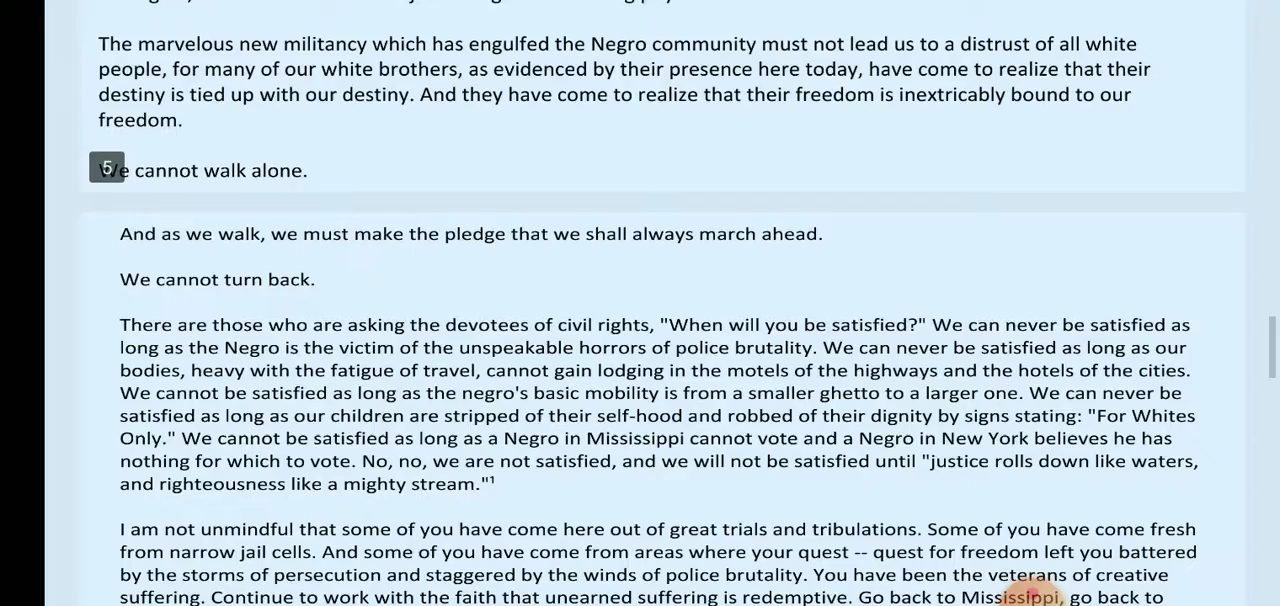 The marvelous new militancy which has engulfed the Negro community must not lead us to a distrust of all white
people, for many of our white brothers, as evidenced by their presence here today, have come to realize that their
destiny is tied up with our destiny. And they have come to realize that their freedom is inextricably bound to our
freedom.
5
We cannot walk alone.
And as we walk, we must make the pledge that we shall always march ahead.
We cannot turn back.
There are those who are asking the devotees of civil rights, "When will you be satisfied?" We can never be satisfied as
long as the Negro is the victim of the unspeakable horrors of police brutality. We can never be satisfied as long as our
bodies, heavy with the fatigue of travel, cannot gain lodging in the motels of the highways and the hotels of the cities.
We cannot be satisfied as long as the negro's basic mobility is from a smaller ghetto to a larger one. We can never be
satisfied as long as our children are stripped of their self-hood and robbed of their dignity by signs stating: "For Whites
Only." We cannot be satisfied as long as a Negro in Mississippi cannot vote and a Negro in New York believes he has
nothing for which to vote. No, no, we are not satisfied, and we will not be satisfied until "justice rolls down like waters,
and righteousness like a mighty stream."¹
I am not unmindful that some of you have come here out of great trials and tribulations. Some of you have come fresh
from narrow jail cells. And some of you have come from areas where your quest -- quest for freedom left you battered
by the storms of persecution and staggered by the winds of police brutality. You have been the veterans of creative
suffering. Continue to work with the faith that unearned suffering is redemptive. Go back to Mississippi, go back to